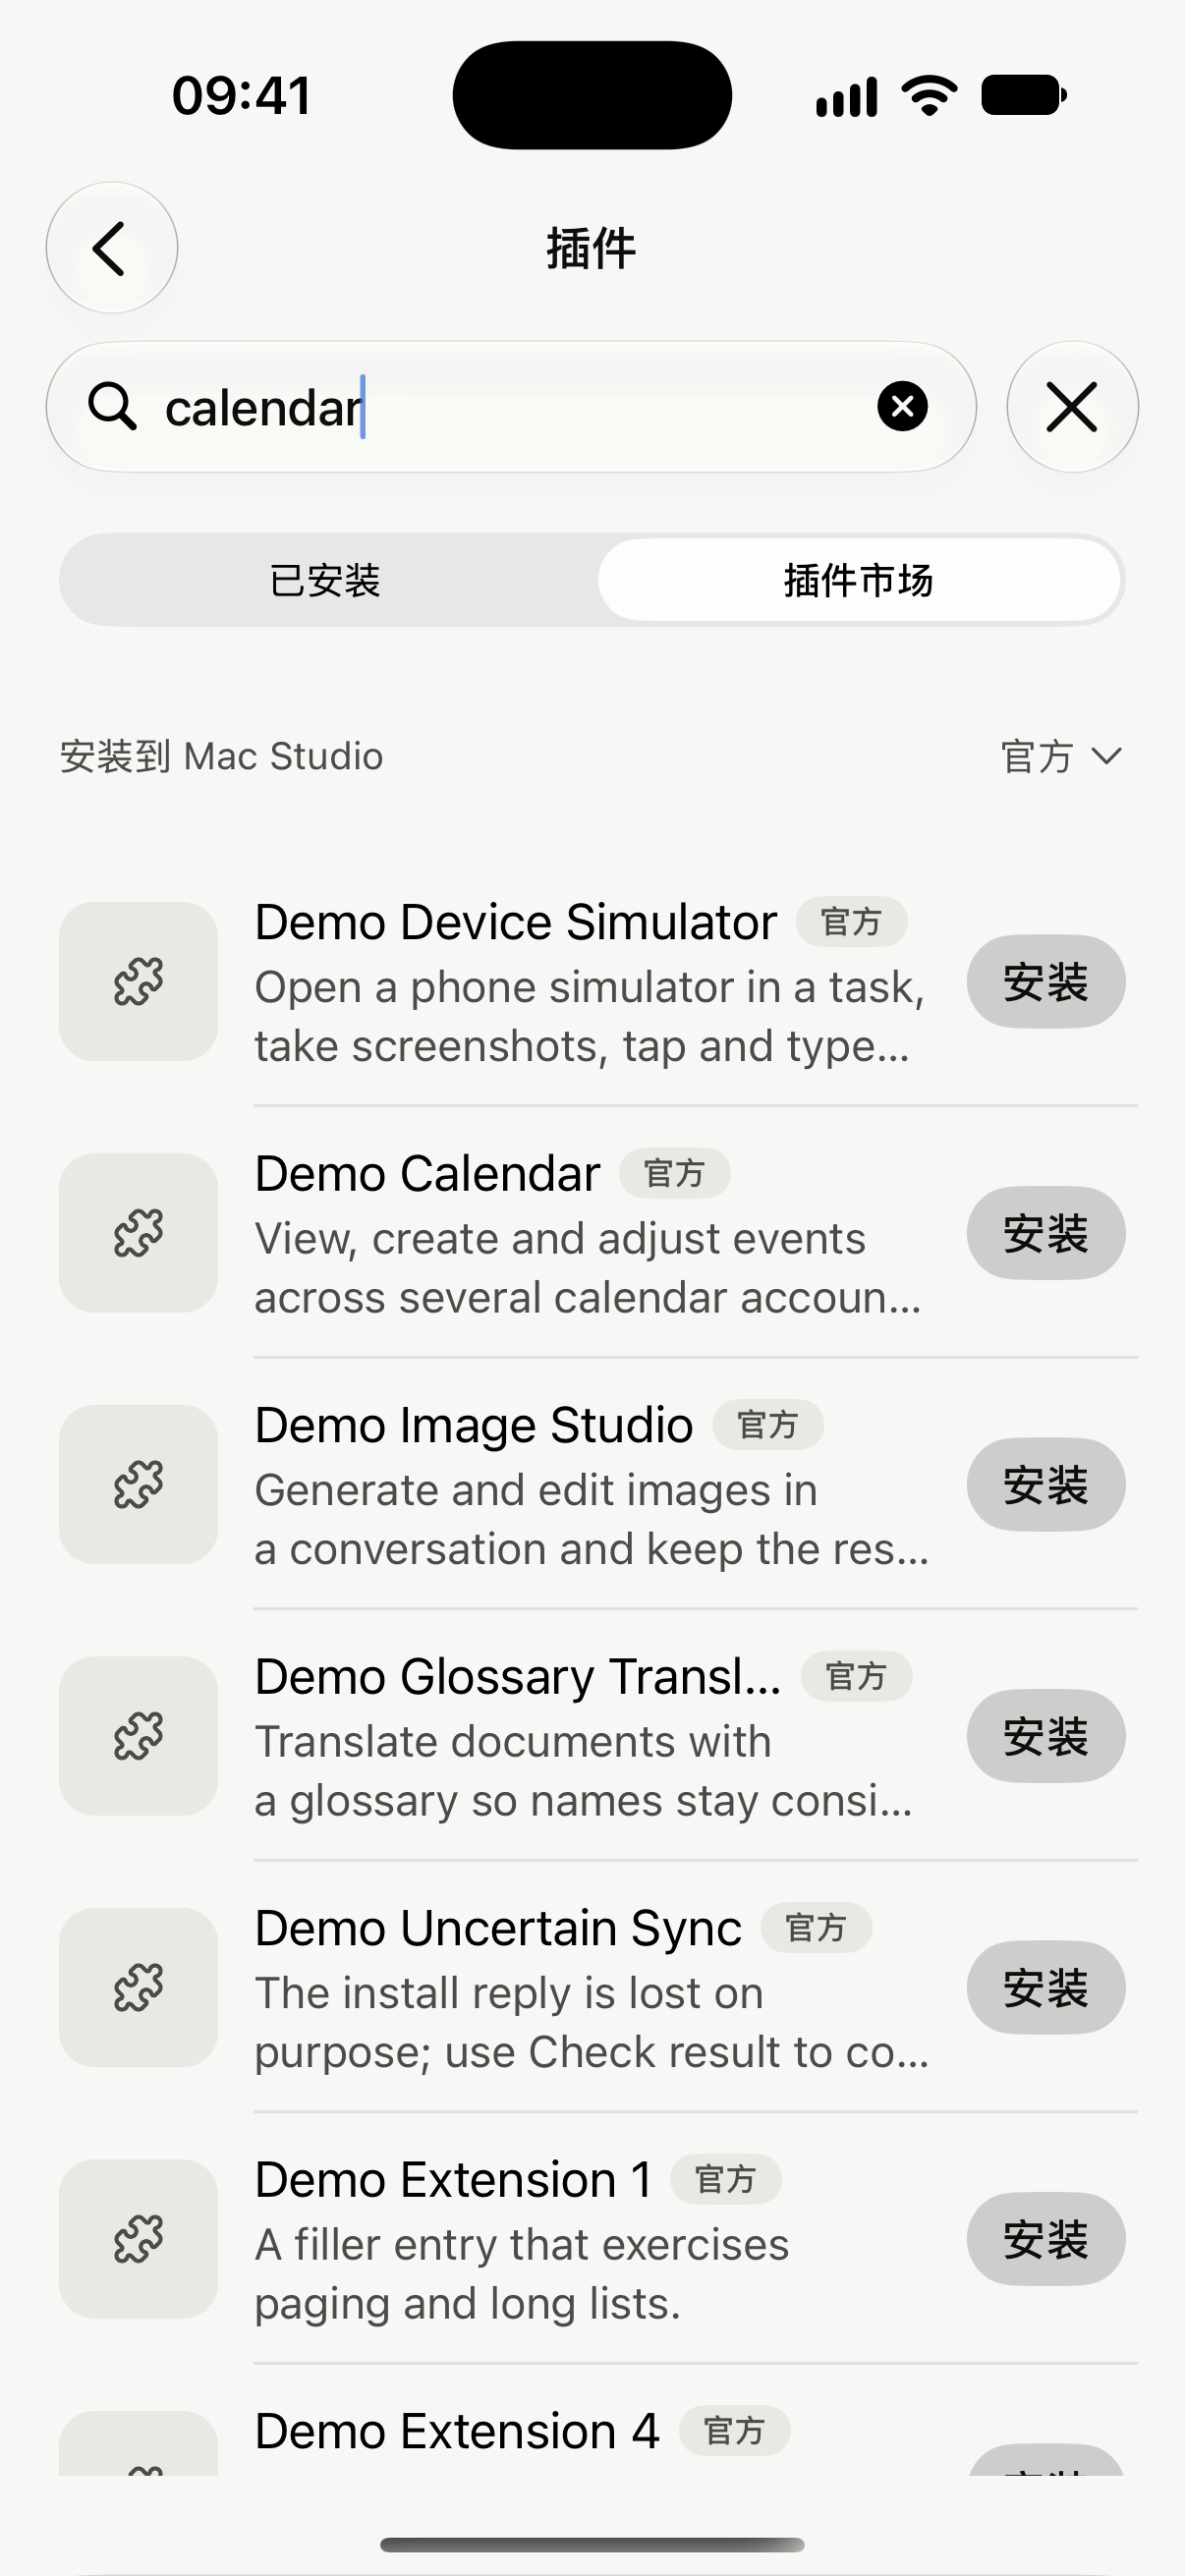 09:41
插件
calendar
已安装
插件市场
安装到 Mac Studio
官方
Demo Device Simulator 官方
Open a phone simulator in a task,
take screenshots, tap and type...
安装
Demo Calendar 官方
View, create and adjust events
across several calendar accoun...
安装
Demo Image Studio 官方
Generate and edit images in
a conversation and keep the res...
安装
Demo Glossary Transl... 官方
Translate documents with
a glossary so names stay consi...
安装
Demo Uncertain Sync 官方
The install reply is lost on
purpose; use Check result to co...
安装
Demo Extension 1 官方
A filler entry that exercises
paging and long lists.
安装
Demo Extension 4 官方